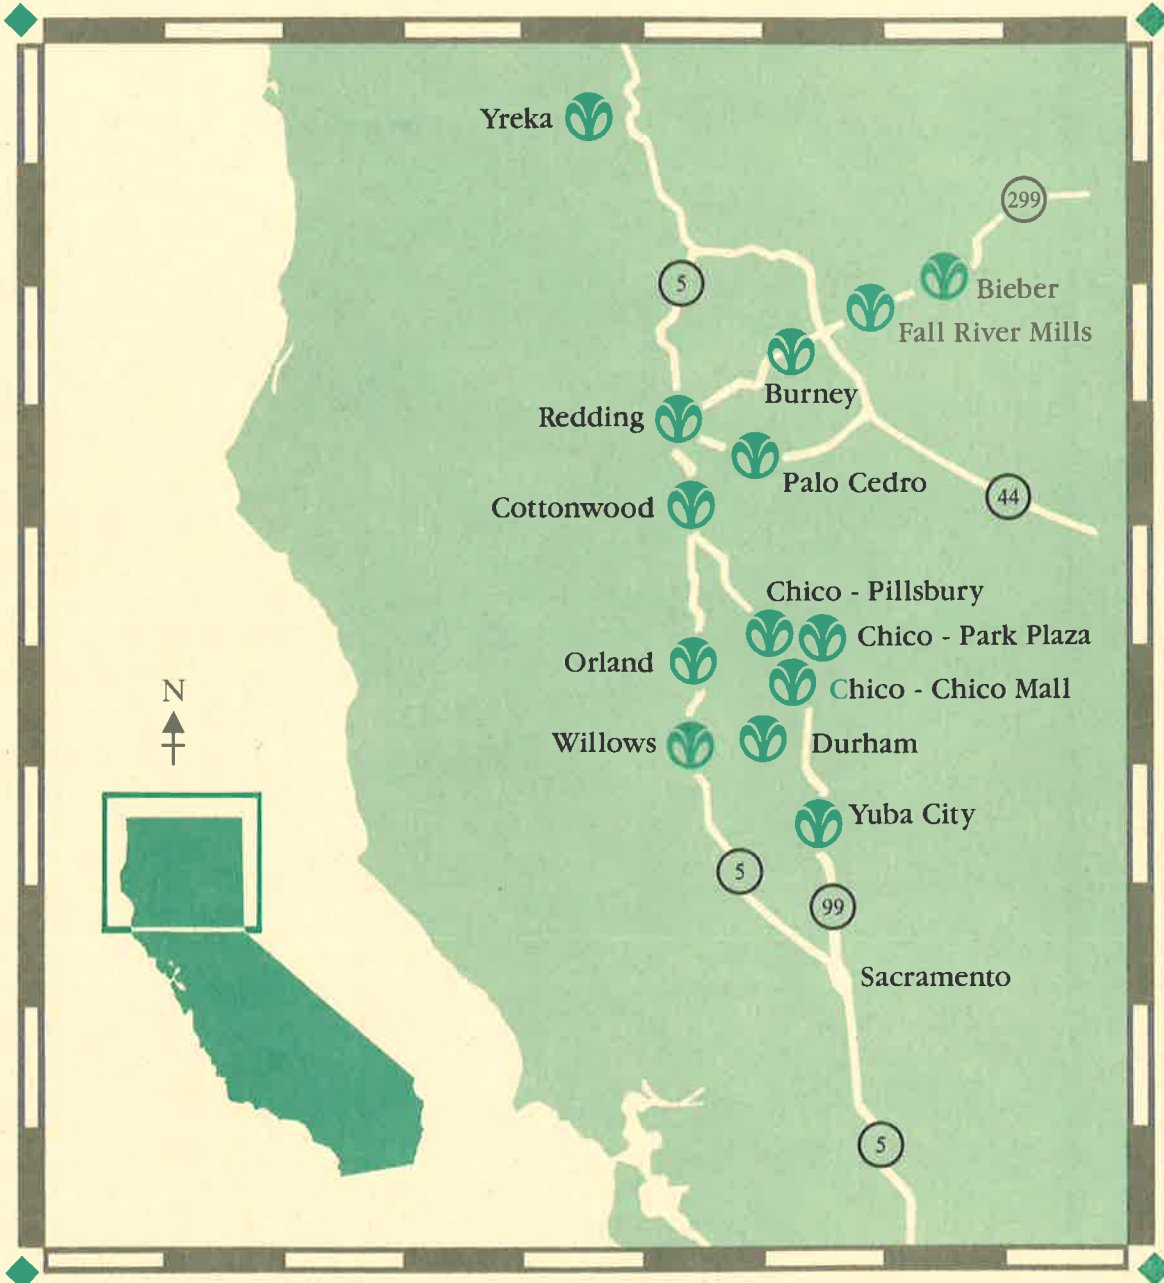 Yreka
299
5
Bieber
Fall River Mills
Burney
Redding
Palo Cedro
44
Cottonwood
Chico - Pillsbury
Chico - Park Plaza
Orland
Chico - Chico Mall
N
Willows
Durham
Yuba City
5
99
Sacramento
5